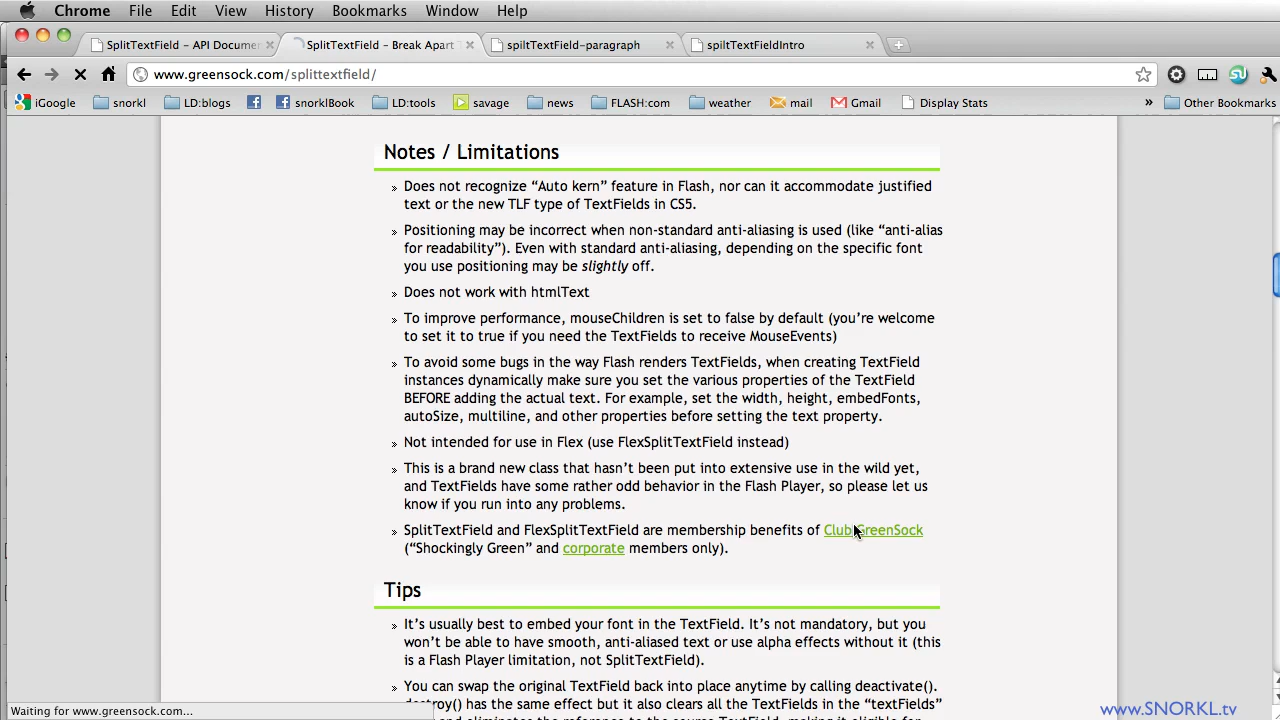 Chrome File Edit View History Bookmarks Window Help
SplitTextField – API Docume
SplitTextField – Break Apart T
spiltTextField-paragraph
spiltTextFieldIntro
www.greensock.com/splittextfield/
iGoogle snorkl LD:blogs snorklBook LD:tools savage news FLASH:com weather mail Gmail Display Stats » Other Bookmarks
Notes / Limitations
» Does not recognize “Auto kern” feature in Flash, nor can it accommodate justified
text or the new TLF type of TextFields in CS5.
» Positioning may be incorrect when non-standard anti-aliasing is used (like “anti-alias
for readability”). Even with standard anti-aliasing, depending on the specific font
you use positioning may be slightly off.
» Does not work with htmlText
» To improve performance, mouseChildren is set to false by default (you’re welcome
to set it to true if you need the TextFields to receive MouseEvents)
» To avoid some bugs in the way Flash renders TextFields, when creating TextField
instances dynamically make sure you set the various properties of the TextField
BEFORE adding the actual text. For example, set the width, height, embedFonts,
autoSize, multiline, and other properties before setting the text property.
» Not intended for use in Flex (use FlexSplitTextField instead)
» This is a brand new class that hasn’t been put into extensive use in the wild yet,
and TextFields have some rather odd behavior in the Flash Player, so please let us
know if you run into any problems.
» SplitTextField and FlexSplitTextField are membership benefits of Club GreenSock
(“Shockingly Green” and corporate members only).
Tips
» It’s usually best to embed your font in the TextField. It’s not mandatory, but you
won’t be able to have smooth, anti-aliased text or use alpha effects without it (this
is a Flash Player limitation, not SplitTextField).
» You can swap the original TextField back into place anytime by calling deactivate().
destroy() has the same effect but it also clears all the TextFields in the “textFields”
Waiting for www.greensock.com...
www.SNORKL.tv